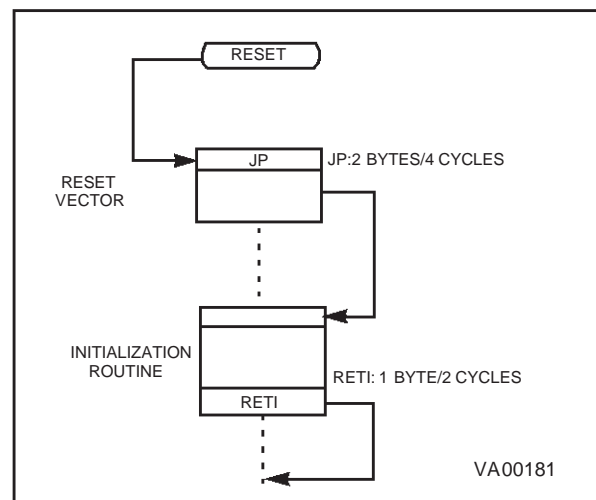 RESET
JP
JP:2 BYTES/4 CYCLES
RESET
VECTOR
INITIALIZATION
ROUTINE
RETI: 1 BYTE/2 CYCLES
RETI
VA00181